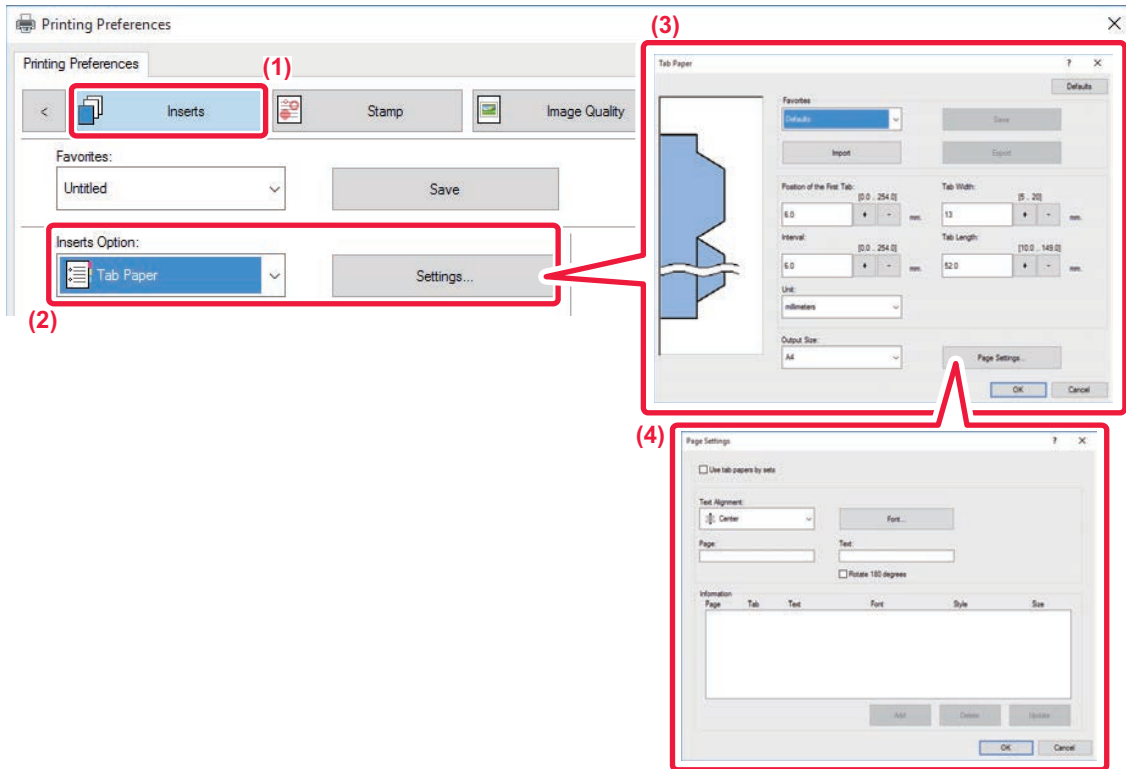 Printing Preferences
Printing Preferences
(1)
< Inserts Stamp Image Quality
Favorites:
Untitled Save
Inserts Option:
Tab Paper Settings...
(2)
(3)
Tab Paper ? ×
Defaults
Favorites
Defaults Save
Import Export
Position of the First Tab: Tab Width:
[0.0 .. 254.0] [5 .. 20]
6.0 + - mm. 13 + - mm.
Interval: Tab Length:
[0.0 .. 254.0] [10.0 .. 149.0]
6.0 + - mm. 52.0 + - mm.
Unit:
millimeters
Output Size:
A4 Page Settings...
OK Cancel
(4)
Page Settings ? ×
Use tab papers by sets
Text Alignment:
Center Font...
Page: Text:
Rotate 180 degrees
Information
Page Tab Text Font Style Size
Add Delete Update
OK Cancel